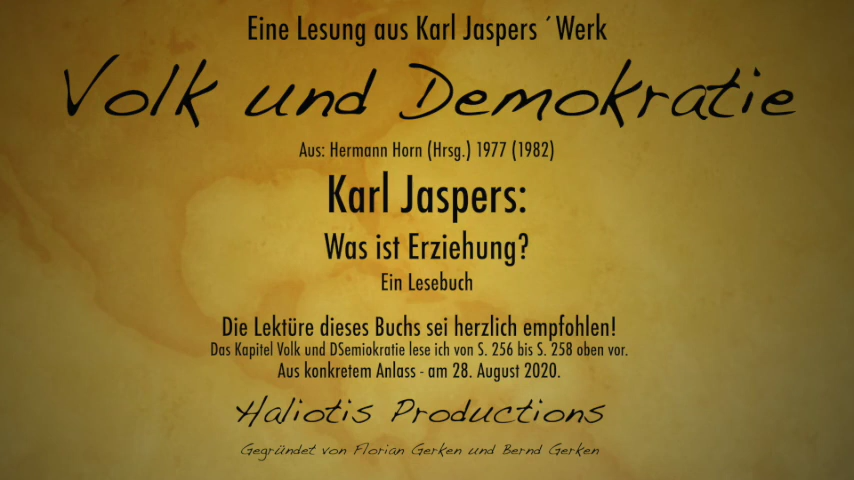 Eine Lesung aus Karl Jaspers ´ Werk
Volk und Demokratie
Aus: Hermann Horn (Hrsg.) 1977 (1982)
Karl Jaspers:
Was ist Erziehung?
Ein Lesebuch
Die Lektüre dieses Buchs sei herzlich empfohlen!
Das Kapitel Volk und DSemiokratie lese ich von S. 256 bis S. 258 oben vor.
Aus konkretem Anlass - am 28. August 2020.
Haliotis Productions
Gegründet von Florian Gerken und Bernd Gerken